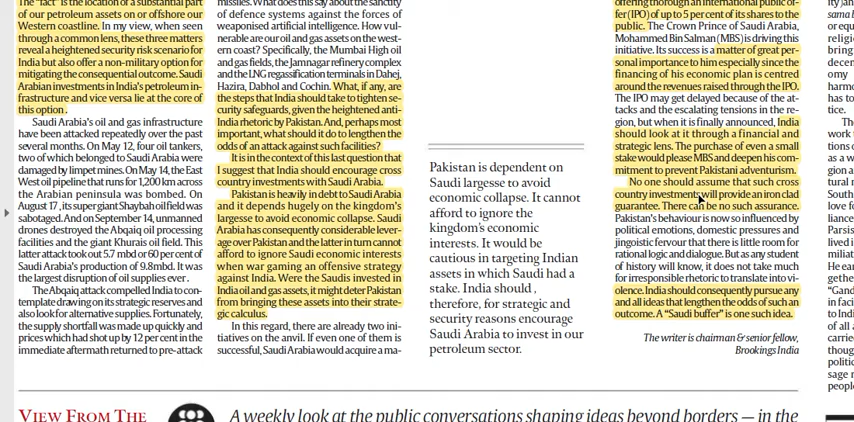 The "fact" is the location of a substantial part
of our petroleum assets on or offshore our
Western coastline. In my view, when seen
through a common lens, these three matters
reveal a heightened security risk scenario for
India but also offer a non-military option for
mitigating the consequential outcome. Saudi
Arabian investments in India's petroleum in-
frastructure and vice versa lie at the core of
this option.
Saudi Arabia's oil and gas infrastructure
have been attacked repeatedly over the past
several months. On May 12, four oil tankers,
two of which belonged to Saudi Arabia were
damaged by limpet mines. On May 14, the East
West oil pipeline that runs for 1,200 km across
the Arabian peninsula was bombed. On
August 17, its super giant Shaybah oil field was
sabotaged. And on September 14, unmanned
drones destroyed the Abqaiq oil processing
facilities and the giant Khurais oil field. This
latter attack took out 5.7 mbd or 60 per cent of
Saudi Arabia's production of 9.8mbd. It was
the largest disruption of oil supplies ever.
The Abqaiq attack compelled India to con-
template drawing on its strategic reserves and
also look for alternative supplies. Fortunately,
the supply shortfall was made up quickly and
prices which had shot up by 12 per cent in the
immediate aftermath returned to pre-attack
missiles. What does this say about the sanctity
of defence systems against the forces of
weaponised artificial intelligence. How vul-
nerable are our oil and gas assets on the west-
ern coast? Specifically, the Mumbai High oil
and gas fields, the Jamnagar refinery complex
and the LNG regassification terminals in Dahej,
Hazira, Dabhol and Cochin. What, if any, are
the steps that India should take to tighten se-
curity safeguards, given the heightened anti-
India rhetoric by Pakistan. And, perhaps most
important, what should it do to lengthen the
odds of an attack against such facilities?
It is in the context of this last question that
I suggest that India should encourage cross
country investments with Saudi Arabia.
Pakistan is heavily in debt to Saudi Arabia
and it depends hugely on the kingdom's
largesse to avoid economic collapse. Saudi
Arabia has consequently considerable lever-
age over Pakistan and the latter in turn cannot
afford to ignore Saudi economic interests
when war gaming an offensive strategy
against India. Were the Saudis invested in
India oil and gas assets, it might deter Pakistan
from bringing these assets into their strate-
gic calculus.
In this regard, there are already two ini-
tiatives on the anvil. If even one of them is
successful, Saudi Arabia would acquire a ma-
Pakistan is dependent on
Saudi largesse to avoid
economic collapse. It cannot
afford to ignore the
kingdom's economic
interests. It would be
cautious in targeting Indian
assets in which Saudi had a
stake. India should ,
therefore, for strategic and
security reasons encourage
Saudi Arabia to invest in our
petroleum sector.
offering thorough an international public of-
fer (IPO) of up to 5 per cent of its shares to the
public. The Crown Prince of Saudi Arabia,
Mohammed Bin Salman (MBS) is driving this
initiative. Its success is a matter of great per-
sonal importance to him especially since the
financing of his economic plan is centred
around the revenues raised through the IPO.
The IPO may get delayed because of the at-
tacks and the escalating tensions in the re-
gion, but when it is finally announced, India
should look at it through a financial and
strategic lens. The purchase of even a small
stake would please MBS and deepen his com-
mitment to prevent Pakistani adventurism.
No one should assume that such cross
country investments will provide an iron clad
guarantee. There can be no such assurance.
Pakistan's behaviour is now so influenced by
political emotions, domestic pressures and
jingoistic fervour that there is little room for
rational logic and dialogue. But as any student
of history will know, it does not take much
for irresponsible rhetoric to translate into vi-
olence. India should consequently pursue any
and all ideas that lengthen the odds of such an
outcome. A "Saudi buffer" is one such idea.
The writer is chairman & senior fellow,
Brookings India
VIEW FROM THE
A weekly look at the public conversations shaping ideas beyond borders — in the